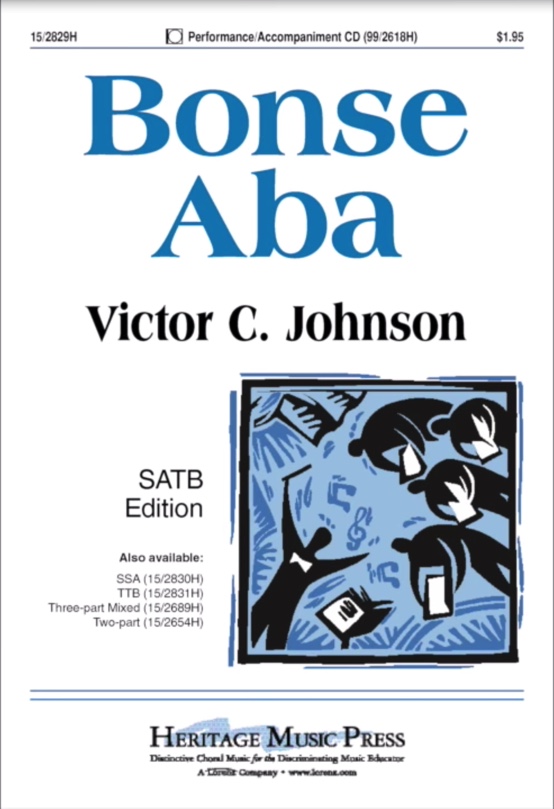 15/2829H
Performance/Accompaniment CD (99/2618H)
$1.95
Bonse
Aba
Victor C. Johnson
SATB
Edition
Also available:
SSA (15/2830H)
TTB (15/2831H)
Three-part Mixed (15/2689H)
Two-part (15/2654H)
HERITAGE MUSIC PRESS
Distinctive Choral Music for the Discriminating Music Educator
A Lorenz Company • www.lorenz.com